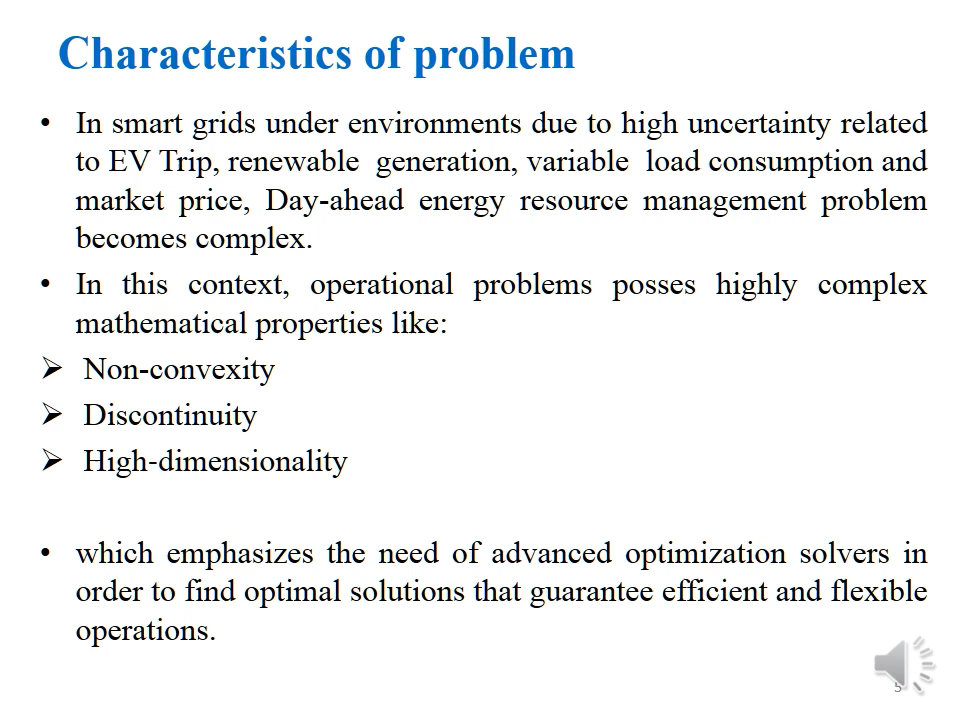 Characteristics of problem
• In smart grids under environments due to high uncertainty related
to EV Trip, renewable generation, variable load consumption and
market price, Day-ahead energy resource management problem
becomes complex.
• In this context, operational problems posses highly complex
mathematical properties like:
➢ Non-convexity
➢ Discontinuity
➢ High-dimensionality
• which emphasizes the need of advanced optimization solvers in
order to find optimal solutions that guarantee efficient and flexible
operations.
5